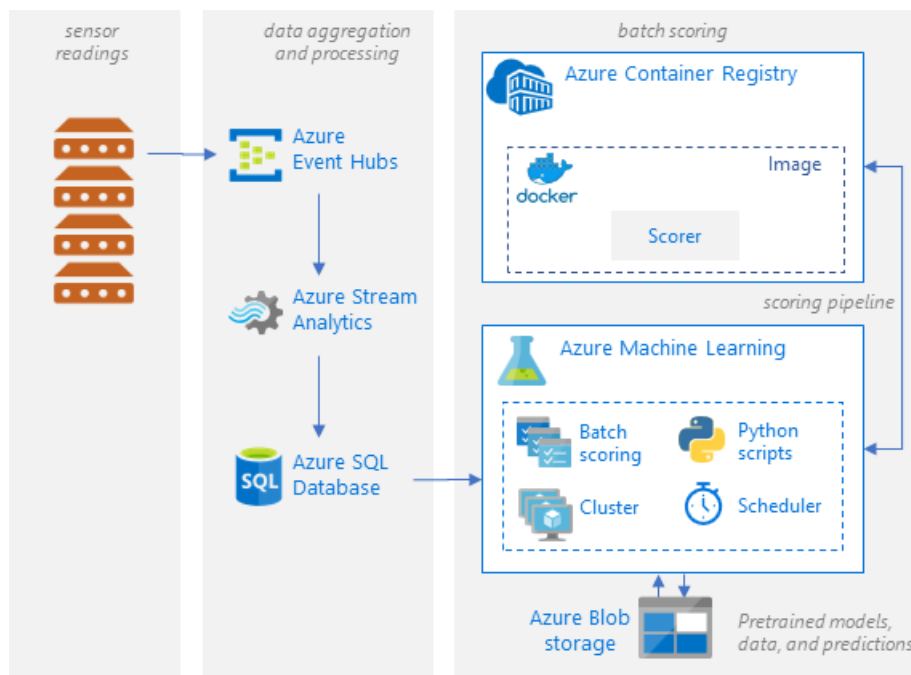 sensor
readings
data aggregation
and processing
batch scoring
Azure Container Registry
Azure
Event Hubs
Image
docker
Scorer
Azure Stream
Analytics
scoring pipeline
Azure Machine Learning
Batch
scoring
Python
scripts
Azure SQL
Database
SQL
Cluster
Scheduler
Azure Blob
storage
Pretrained models,
data, and predictions